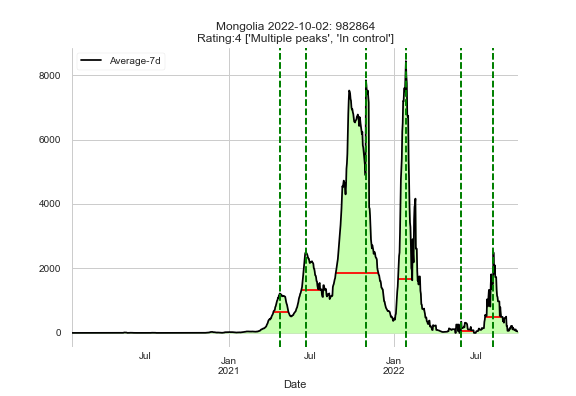 Mongolia 2022-10-02: 982864
Rating:4 ['Multiple peaks', 'In control']
Average-7d
8000
6000
4000
2000
0
Jul
Jan
2021
Jul
Jan
2022
Jul
Date